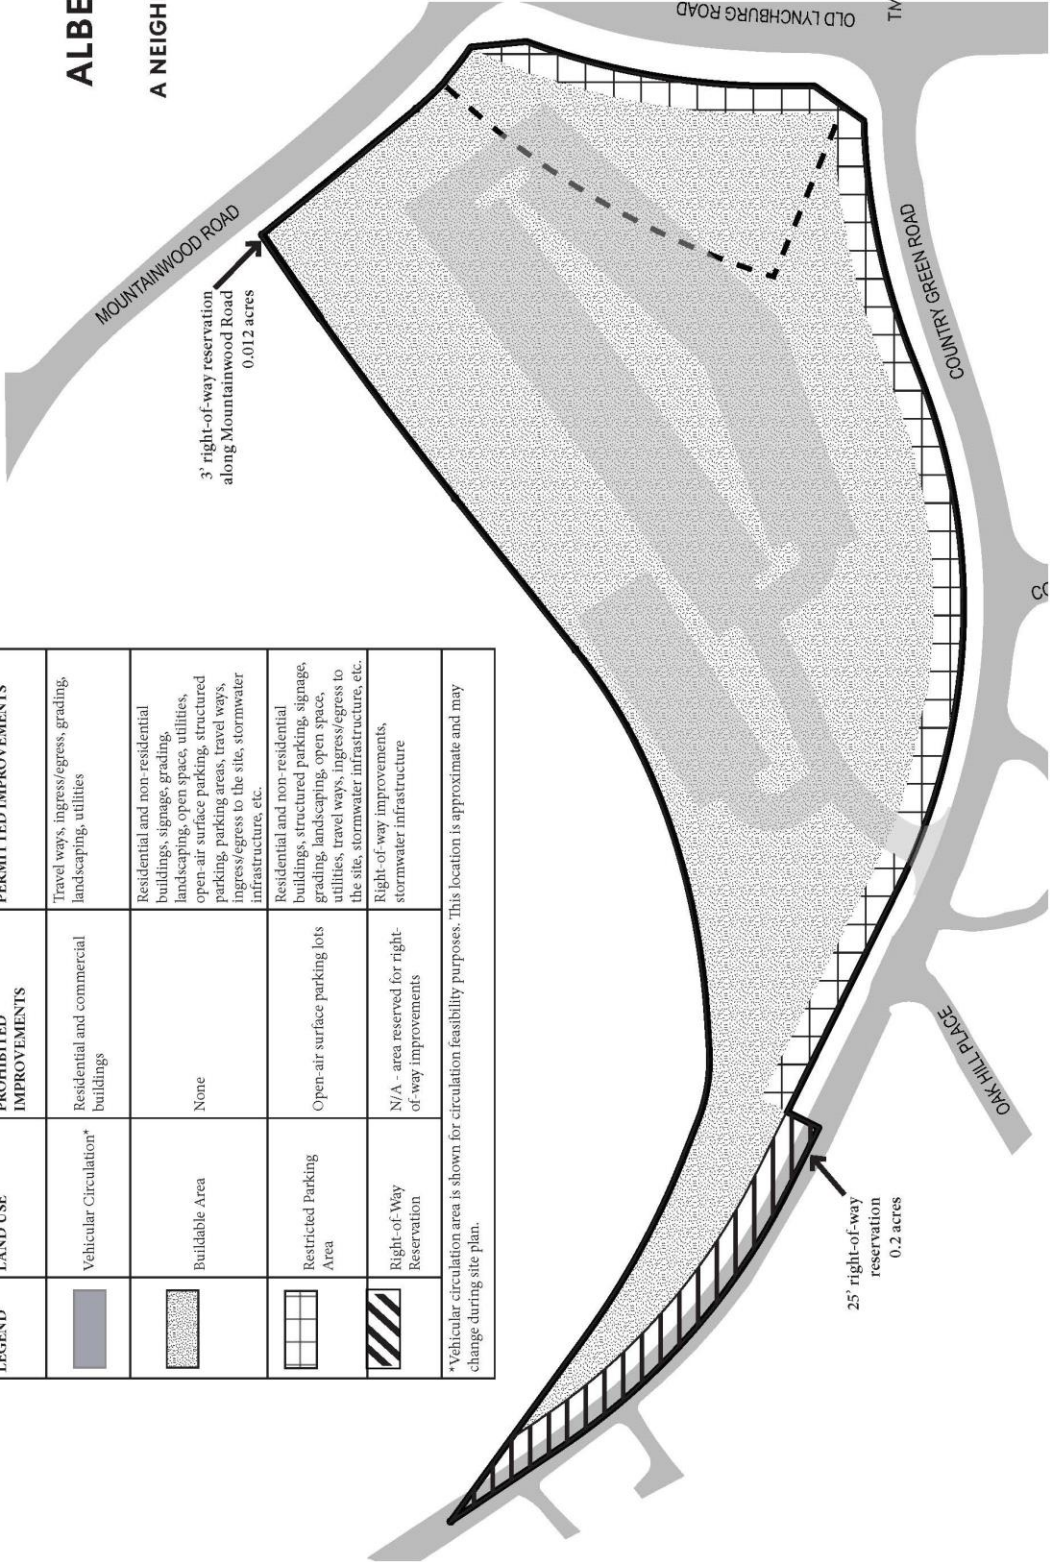 ALBE
A NEIGH
LEGEND
LAND USE
PROHIBITED
IMPROVEMENTS
PERMITTED IMPROVEMENTS
Vehicular Circulation*
Residential and commercial
buildings
Travel ways, ingress/egress, grading,
landscaping, utilities
Buildable Area
None
Residential and non-residential
buildings, signage, grading,
landscaping, open space, utilities,
open-air surface parking, structured
parking, parking areas, travel ways,
ingress/egress to the site, stormwater
infrastructure, etc.
Restricted Parking
Area
Open-air surface parking lots
Residential and non-residential
buildings, structured parking, signage,
grading, landscaping, open space,
utilities, travel ways, ingress/egress to
the site, stormwater infrastructure, etc.
Right-of-Way
Reservation
N/A - area reserved for right-
of-way improvements
Right-of-way improvements,
stormwater infrastructure
*Vehicular circulation area is shown for circulation feasibility purposes. This location is approximate and may
change during site plan.
MOUNTAINWOOD ROAD
3' right-of-way reservation
along Mountainwood Road
0.012 acres
OLD LYNCHBURG ROAD
TM
COUNTRY GREEN ROAD
CO
OAK HILL PLACE
25' right-of-way
reservation
0.2 acres